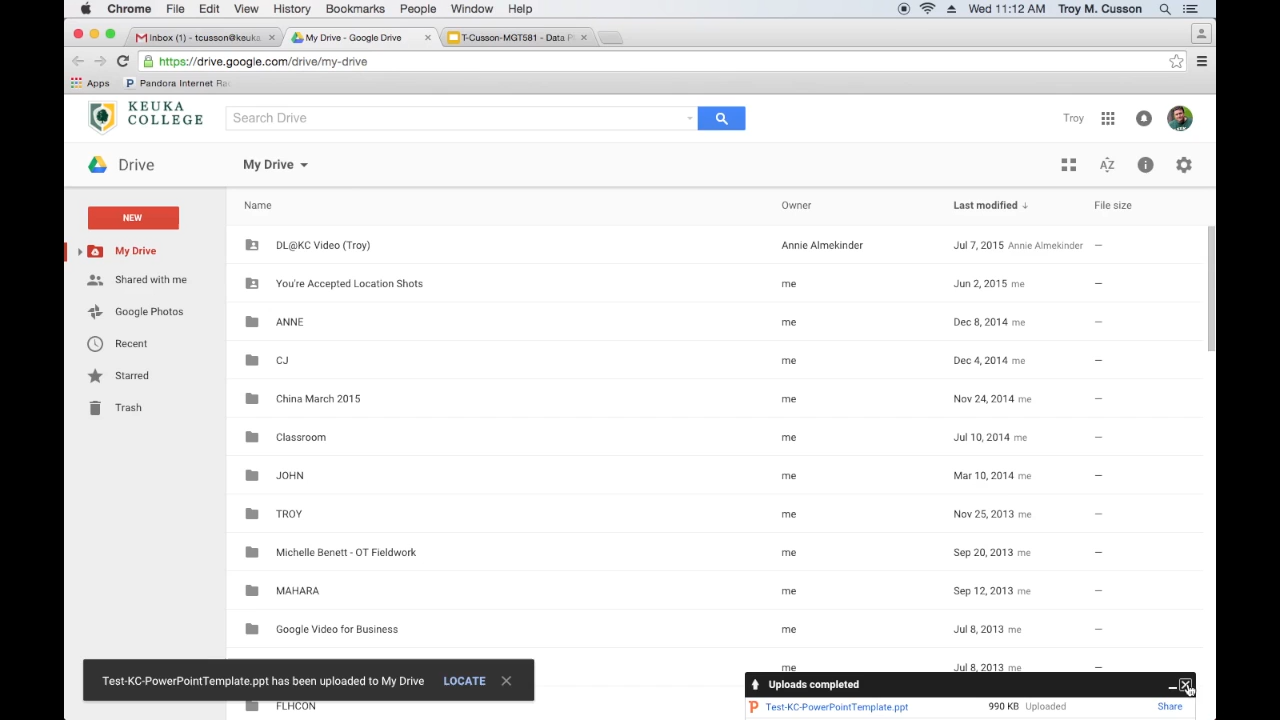 Chrome File Edit View History Bookmarks People Window Help Wed 11:12 AM Troy M. Cusson
Inbox (1) - tcusson@keuka My Drive - Google Drive T-Cusson-MGT581 - Data
https://drive.google.com/drive/my-drive
Apps P Pandora Internet Ra
KEUKA
COLLEGE
Search Drive
Troy
Drive
My Drive
AZ
NEW
My Drive
Shared with me
Google Photos
Recent
Starred
Trash
Name Owner Last modified ↓ File size
DL@KC Video (Troy) Annie Almekinder Jul 7, 2015 Annie Almekinder —
You're Accepted Location Shots me Jun 2, 2015 me —
ANNE me Dec 8, 2014 me —
CJ me Dec 4, 2014 me —
China March 2015 me Nov 24, 2014 me —
Classroom me Jul 10, 2014 me —
JOHN me Mar 10, 2014 me —
TROY me Nov 25, 2013 me —
Michelle Benett - OT Fieldwork me Sep 20, 2013 me —
MAHARA me Sep 12, 2013 me —
Google Video for Business me Jul 8, 2013 me —
me Jul 8, 2013 me —
FLHCON
Test-KC-PowerPointTemplate.ppt has been uploaded to My Drive LOCATE
Uploads completed
P Test-KC-PowerPointTemplate.ppt 990 KB Uploaded Share